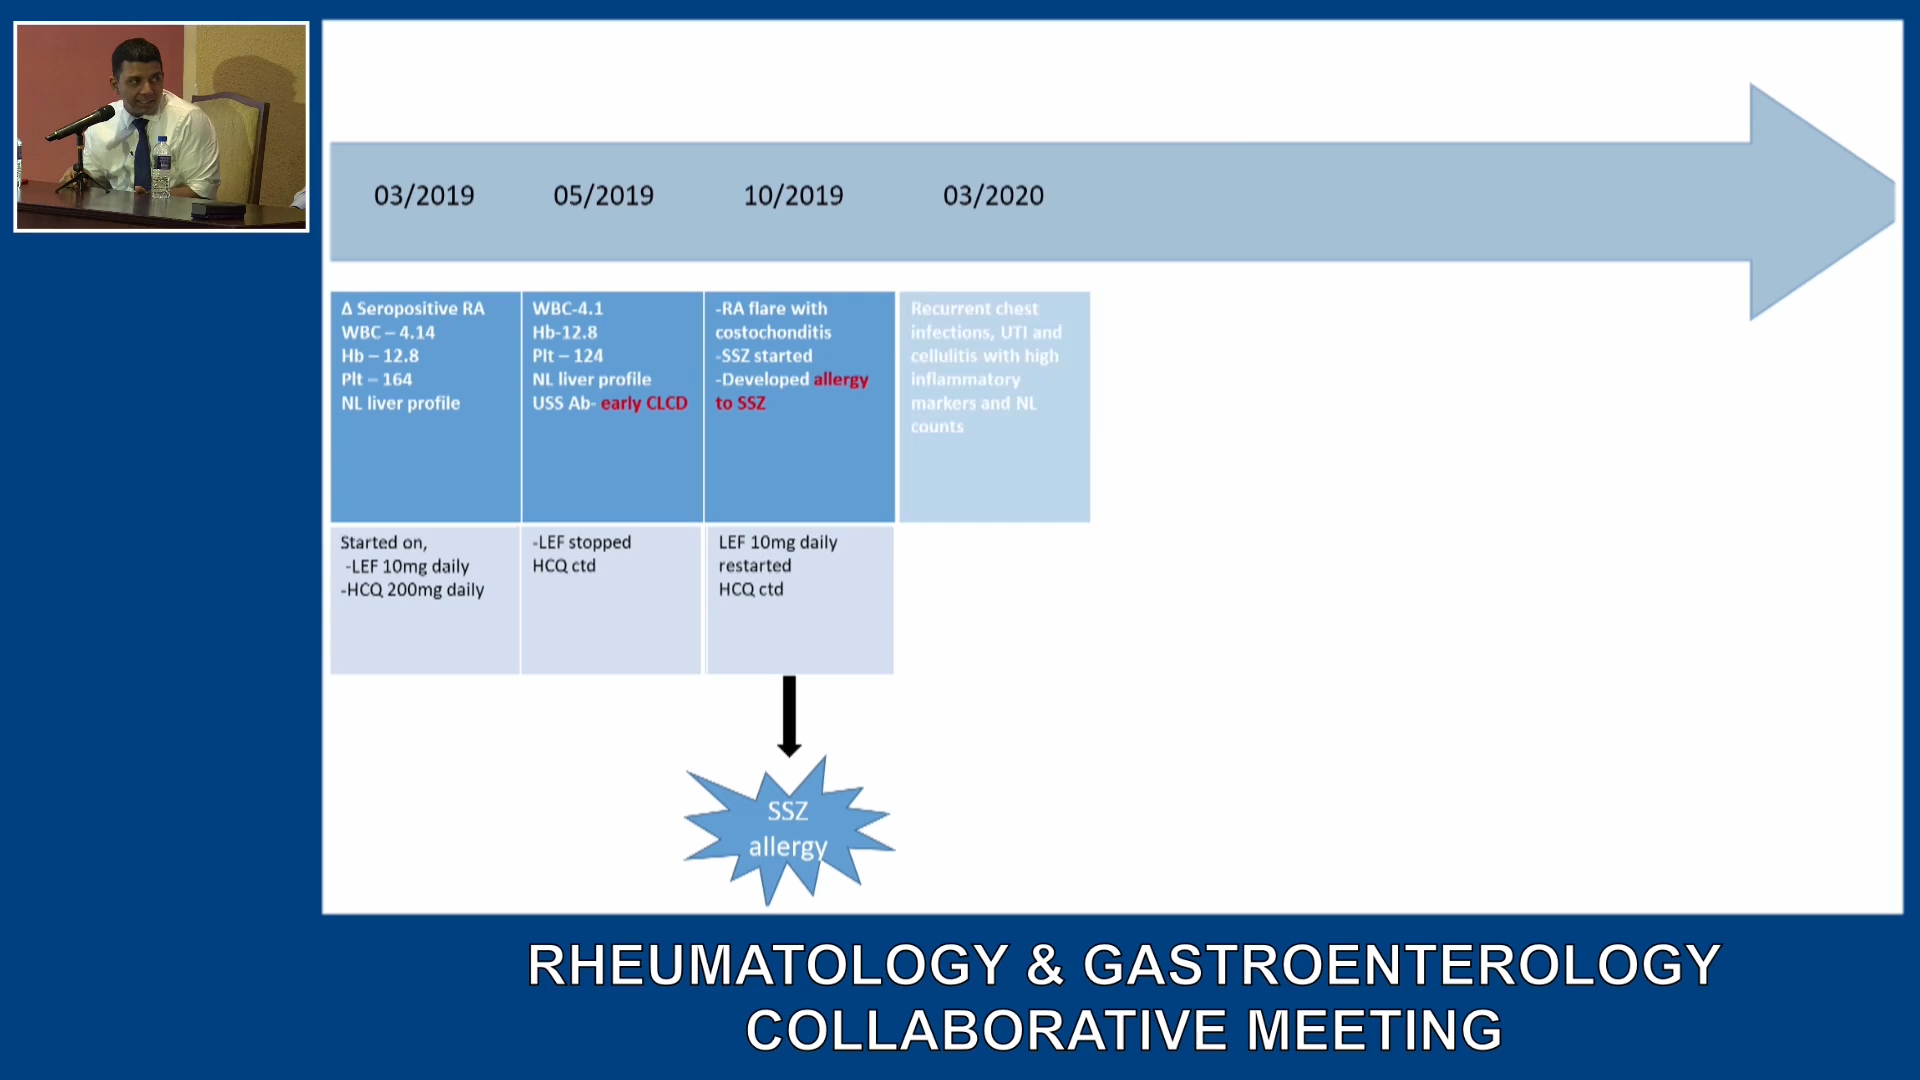 03/2019 05/2019 10/2019 03/2020
Δ Seropositive RA
WBC – 4.14
Hb – 12.8
Plt – 164
NL liver profile
WBC-4.1
Hb-12.8
Plt – 124
NL liver profile
USS Ab- early CLCD
-RA flare with
costochonditis
-SSZ started
-Developed allergy
to SSZ
Recurrent chest
infections, UTI and
cellulitis with high
inflammatory
markers and NL
counts
Started on,
-LEF 10mg daily
-HCQ 200mg daily
-LEF stopped
HCQ ctd
LEF 10mg daily
restarted
HCQ ctd
SSZ
allergy
RHEUMATOLOGY & GASTROENTEROLOGY
COLLABORATIVE MEETING